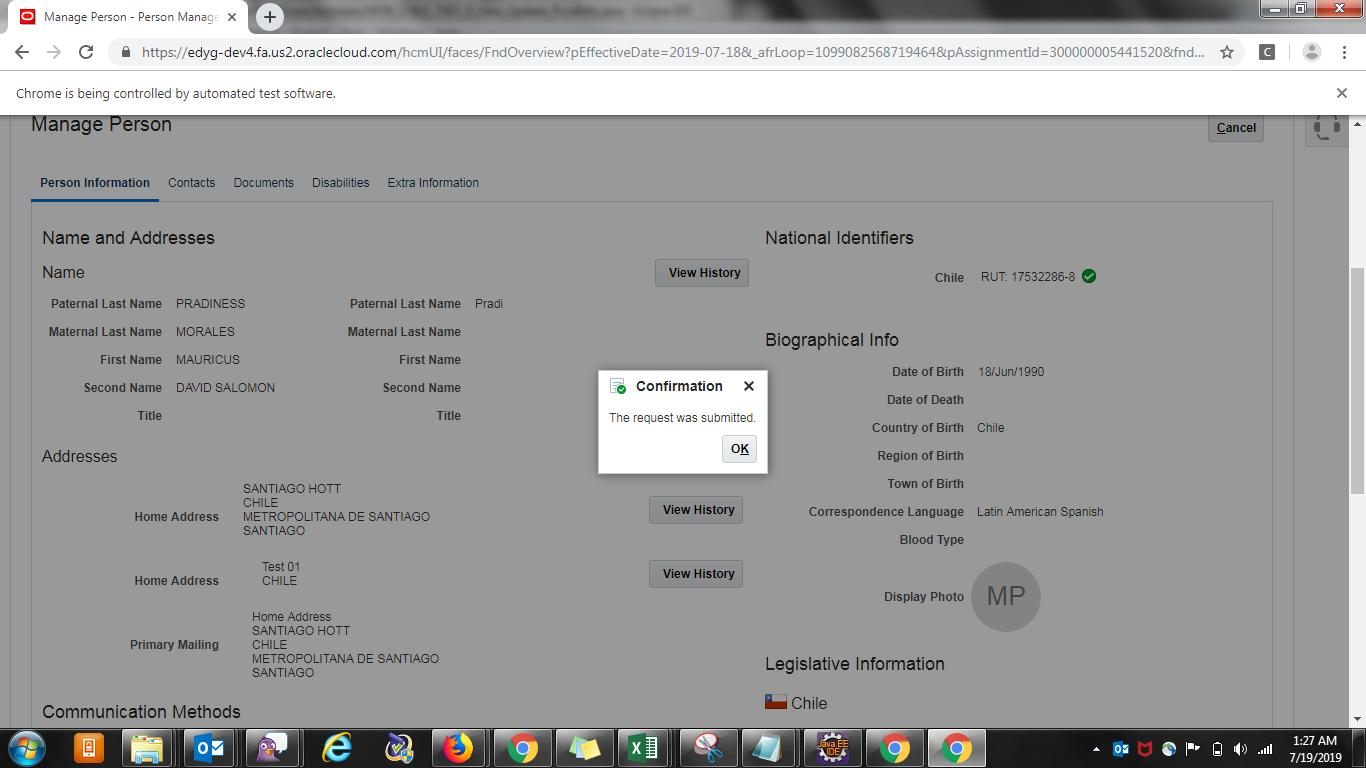 Manage Person - Person Manage
https://edyg-dev4.fa.us2.oraclecloud.com/hcmUI/faces/FndOverview?pEffectiveDate=2019-07-18&_afrLoop=1099082568719464&pAssignmentId=300000005441520&fnd...
C
Chrome is being controlled by automated test software.
Manage Person
Cancel
Person Information Contacts Documents Disabilities Extra Information
Name and Addresses
Name
View History
Paternal Last Name PRADINESS Paternal Last Name Pradi
Maternal Last Name MORALES Maternal Last Name
First Name MAURICUS First Name
Second Name DAVID SALOMON Second Name
Title Title
Addresses
Home Address
SANTIAGO HOTT
CHILE
METROPOLITANA DE SANTIAGO
SANTIAGO
View History
Home Address
Test 01
CHILE
View History
Primary Mailing
Home Address
SANTIAGO HOTT
CHILE
METROPOLITANA DE SANTIAGO
SANTIAGO
Communication Methods
National Identifiers
Chile RUT: 17532286-8
Biographical Info
Date of Birth 18/Jun/1990
Date of Death
Country of Birth Chile
Region of Birth
Town of Birth
Correspondence Language Latin American Spanish
Blood Type
Display Photo MP
Legislative Information
Chile
Confirmation
The request was submitted.
OK
Java EE
IDE
1:27 AM
7/19/2019